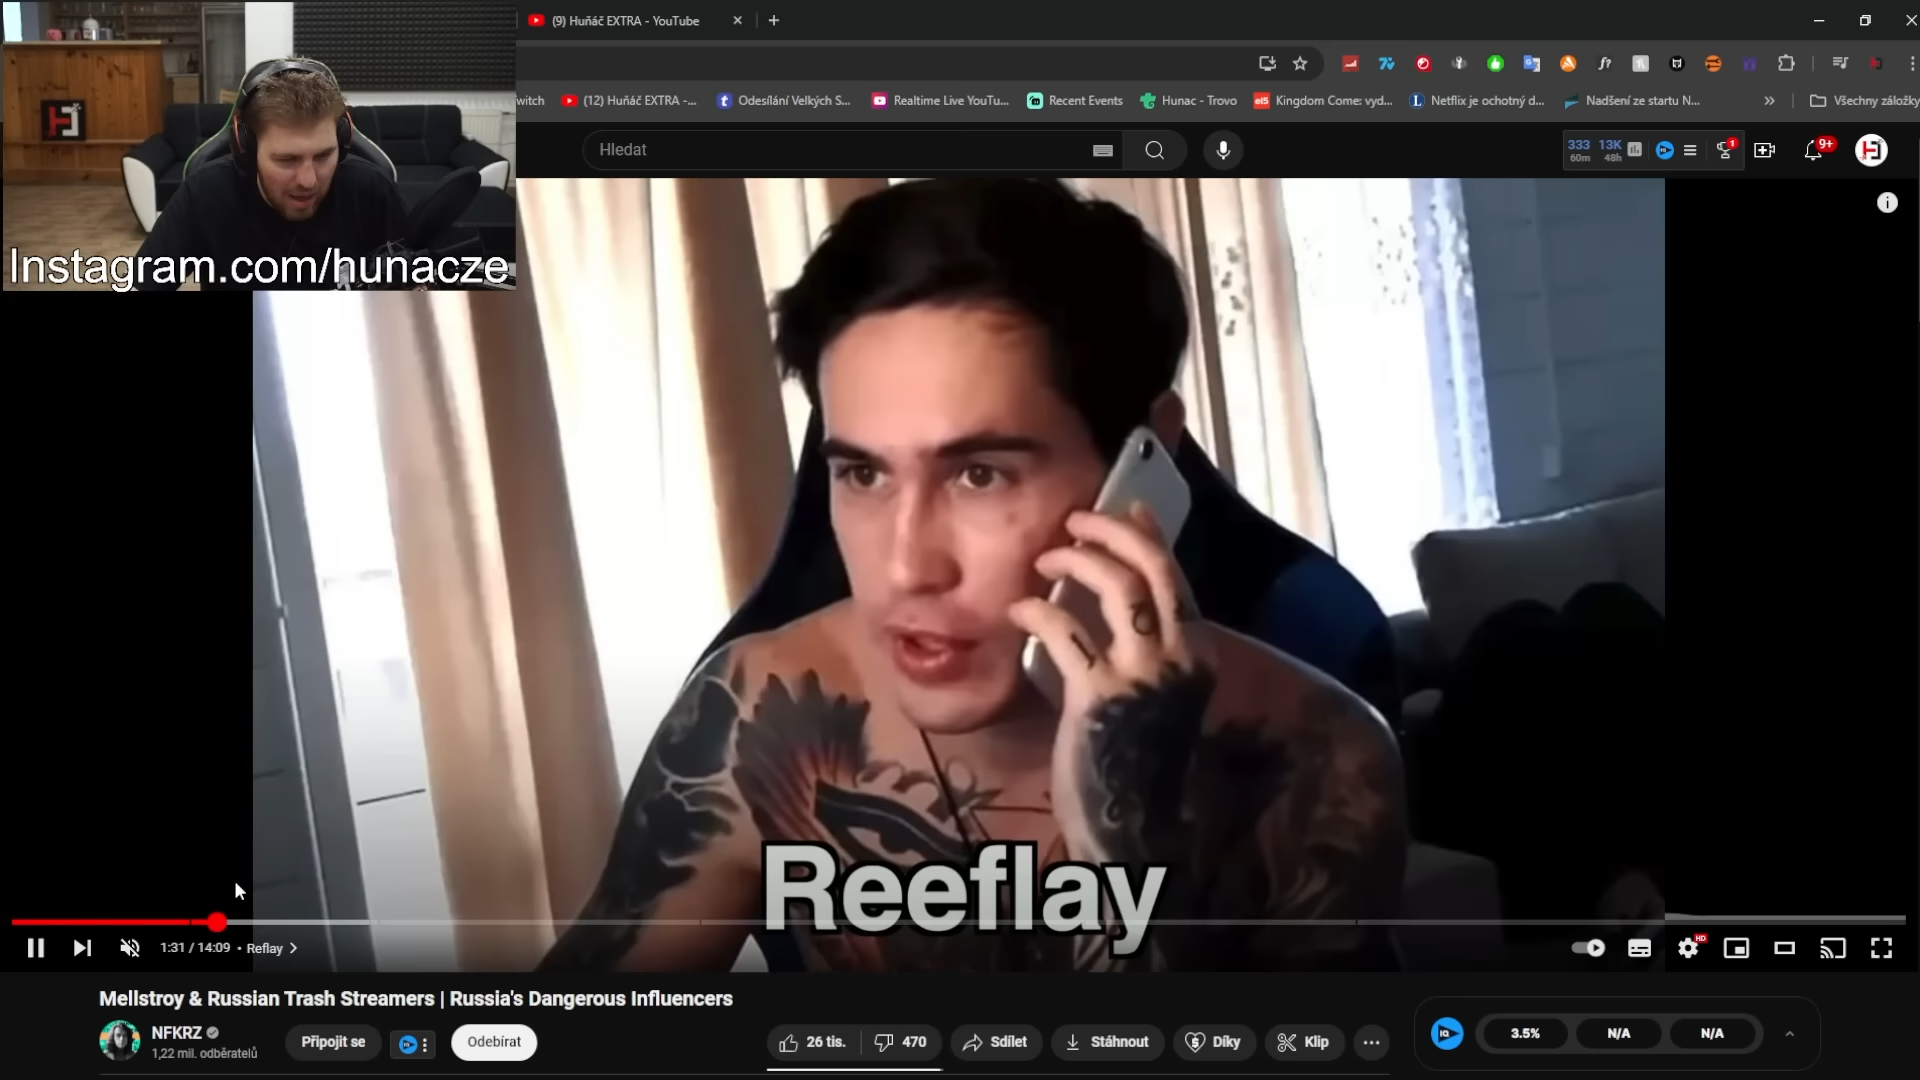 (9) Huňáč EXTRA - YouTube
witch
(12) Huňáč EXTRA -...
Odesílání Velkých S...
Realtime Live YouTu...
Recent Events
Hunac - Trovo
Kingdom Come: vyd...
Netflix je ochotný d...
Nadšení ze startu N...
Všechny záložky
Hledat
333 13K
60m 48h
1
9+
Instagram.com/hunacze
Reeflay
1:31 / 14:09 • Reflay
HD
Mellstroy & Russian Trash Streamers | Russia's Dangerous Influencers
NFKRZ
1,22 mil. odběratelů
Připojit se
Odebírat
26 tis.
470
Sdílet
Stáhnout
Díky
Klip
3.5%
N/A
N/A